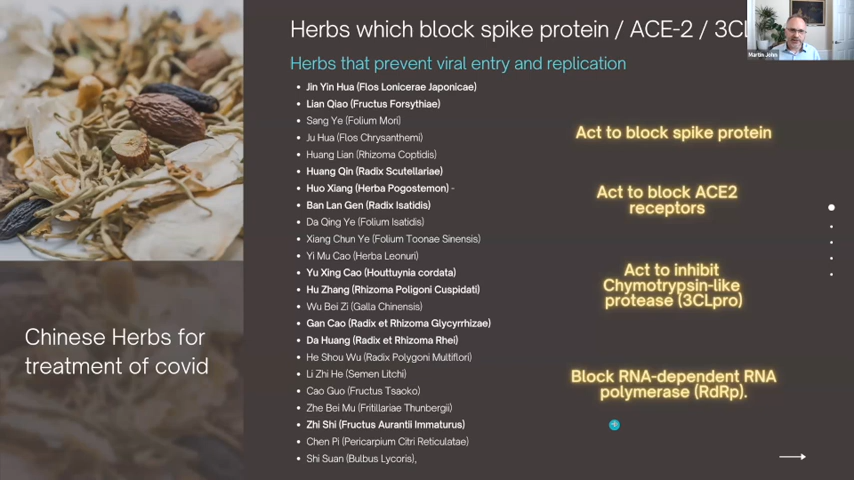 Herbs which block spike protein / ACE-2 / 3CL
Martin John
Herbs that prevent viral entry and replication
Jin Yin Hua (Flos Lonicerae Japonicae)
Lian Qiao (Fructus Forsythiae)
Sang Ye (Folium Mori)
Ju Hua (Flos Chrysanthemi)
Huang Lian (Rhizoma Coptidis)
Huang Qin (Radix Scutellariae)
Huo Xiang (Herba Pogostemon) -
Ban Lan Gen (Radix Isatidis)
Da Qing Ye (Folium Isatidis)
Xiang Chun Ye (Folium Toonae Sinensis)
Yi Mu Cao (Herba Leonuri)
Yu Xing Cao (Houttuynia cordata)
Hu Zhang (Rhizoma Poligoni Cuspidati)
Wu Bei Zi (Galla Chinensis)
Gan Cao (Radix et Rhizoma Glycyrrhizae)
Da Huang (Radix et Rhizoma Rhei)
He Shou Wu (Radix Polygoni Multiflori)
Li Zhi He (Semen Litchi)
Cao Guo (Fructus Tsaoko)
Zhe Bei Mu (Fritillariae Thunbergii)
Zhi Shi (Fructus Aurantii Immaturus)
Chen Pi (Pericarpium Citri Reticulatae)
Shi Suan (Bulbus Lycoris),
Act to block spike protein
Act to block ACE2
receptors
Act to inhibit
Chymotrypsin-like
protease (3CLpro)
Block RNA-dependent RNA
polymerase (RdRp).
Chinese Herbs for
treatment of covid